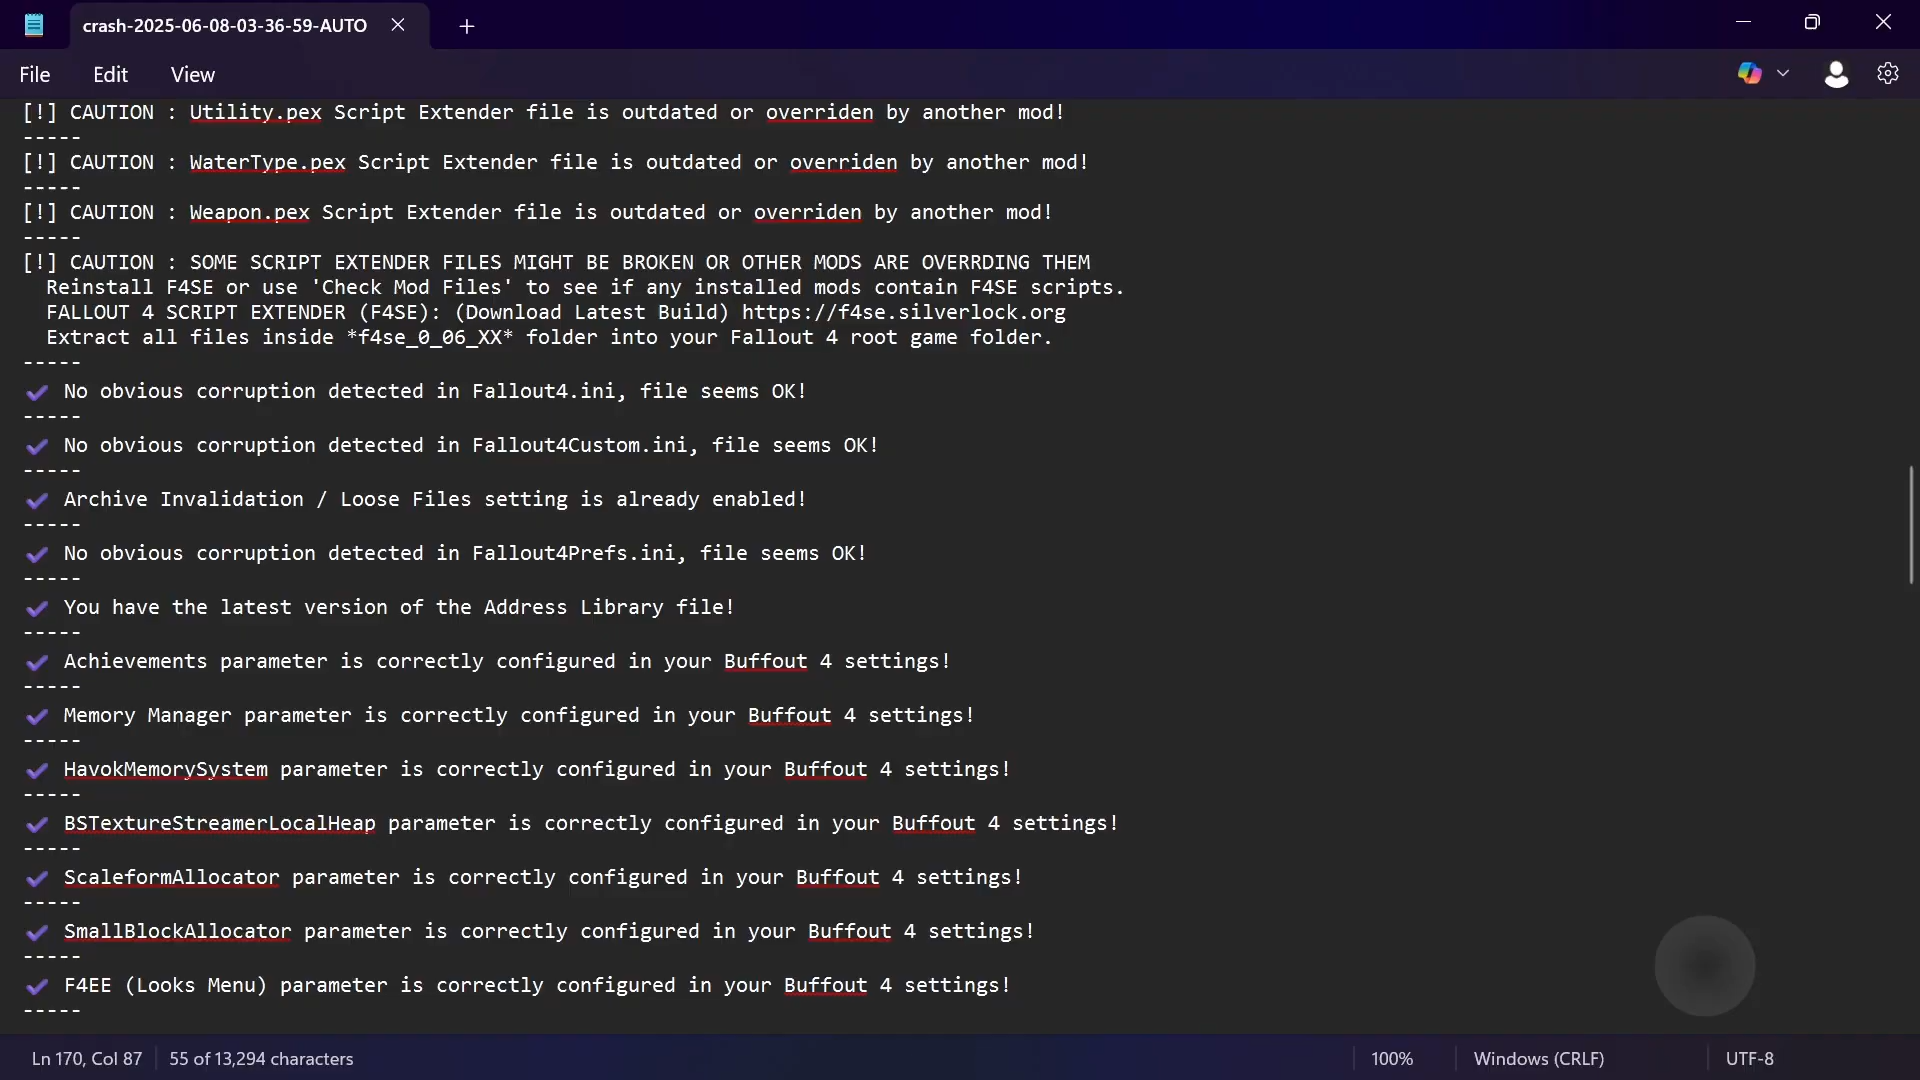 crash-2025-06-08-03-36-59-AUTO
File Edit View
[!] CAUTION : Utility.pex Script Extender file is outdated or overriden by another mod!
-----
[!] CAUTION : WaterType.pex Script Extender file is outdated or overriden by another mod!
-----
[!] CAUTION : Weapon.pex Script Extender file is outdated or overriden by another mod!
-----
[!] CAUTION : SOME SCRIPT EXTENDER FILES MIGHT BE BROKEN OR OTHER MODS ARE OVERRDING THEM
Reinstall F4SE or use 'Check Mod Files' to see if any installed mods contain F4SE scripts.
FALLOUT 4 SCRIPT EXTENDER (F4SE): (Download Latest Build) https://f4se.silverlock.org
Extract all files inside *f4se_0_06_XX* folder into your Fallout 4 root game folder.
-----
✔ No obvious corruption detected in Fallout4.ini, file seems OK!
-----
✔ No obvious corruption detected in Fallout4Custom.ini, file seems OK!
-----
✔ Archive Invalidation / Loose Files setting is already enabled!
-----
✔ No obvious corruption detected in Fallout4Prefs.ini, file seems OK!
-----
✔ You have the latest version of the Address Library file!
-----
✔ Achievements parameter is correctly configured in your Buffout 4 settings!
-----
✔ Memory Manager parameter is correctly configured in your Buffout 4 settings!
-----
✔ HavokMemorySystem parameter is correctly configured in your Buffout 4 settings!
-----
✔ BSTextureStreamerLocalHeap parameter is correctly configured in your Buffout 4 settings!
-----
✔ ScaleformAllocator parameter is correctly configured in your Buffout 4 settings!
-----
✔ SmallBlockAllocator parameter is correctly configured in your Buffout 4 settings!
-----
✔ F4EE (Looks Menu) parameter is correctly configured in your Buffout 4 settings!
-----
Ln 170, Col 87 55 of 13,294 characters 100% Windows (CRLF) UTF-8